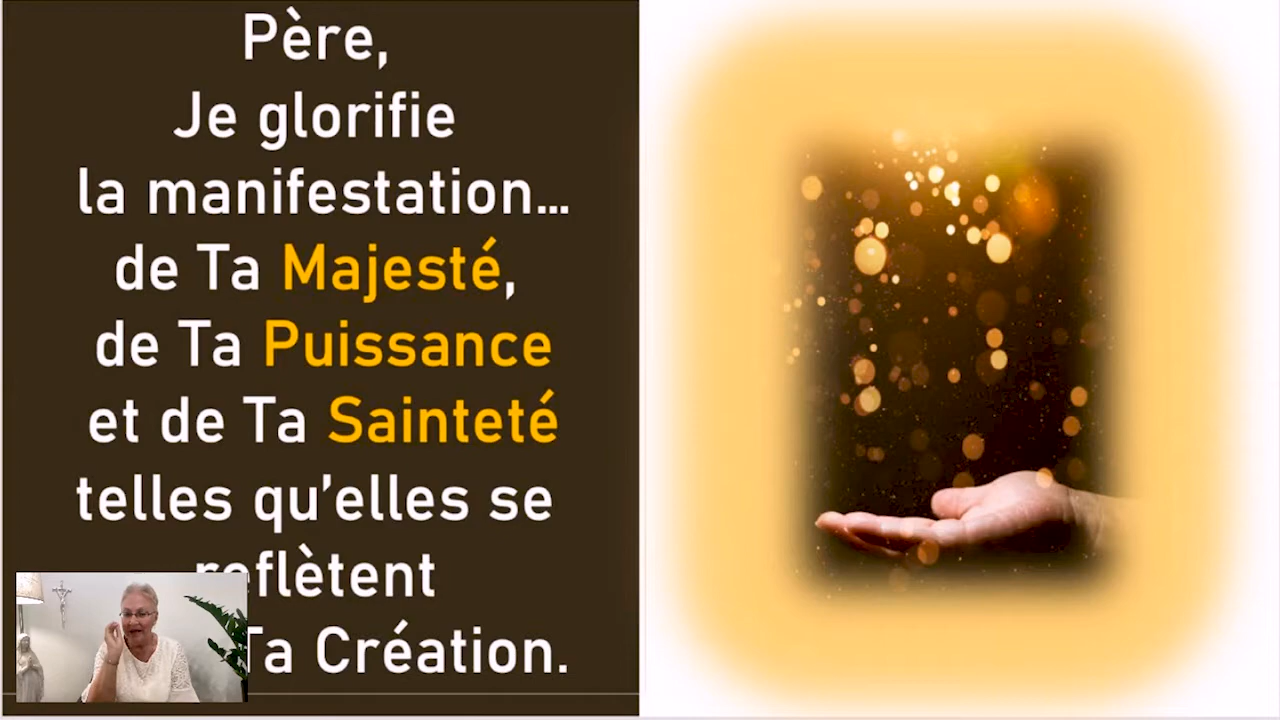 Père,
Je glorifie
la manifestation…
de Ta Majesté,
de Ta Puissance
et de Ta Sainteté
telles qu’elles se
reflètent
Ta Création.